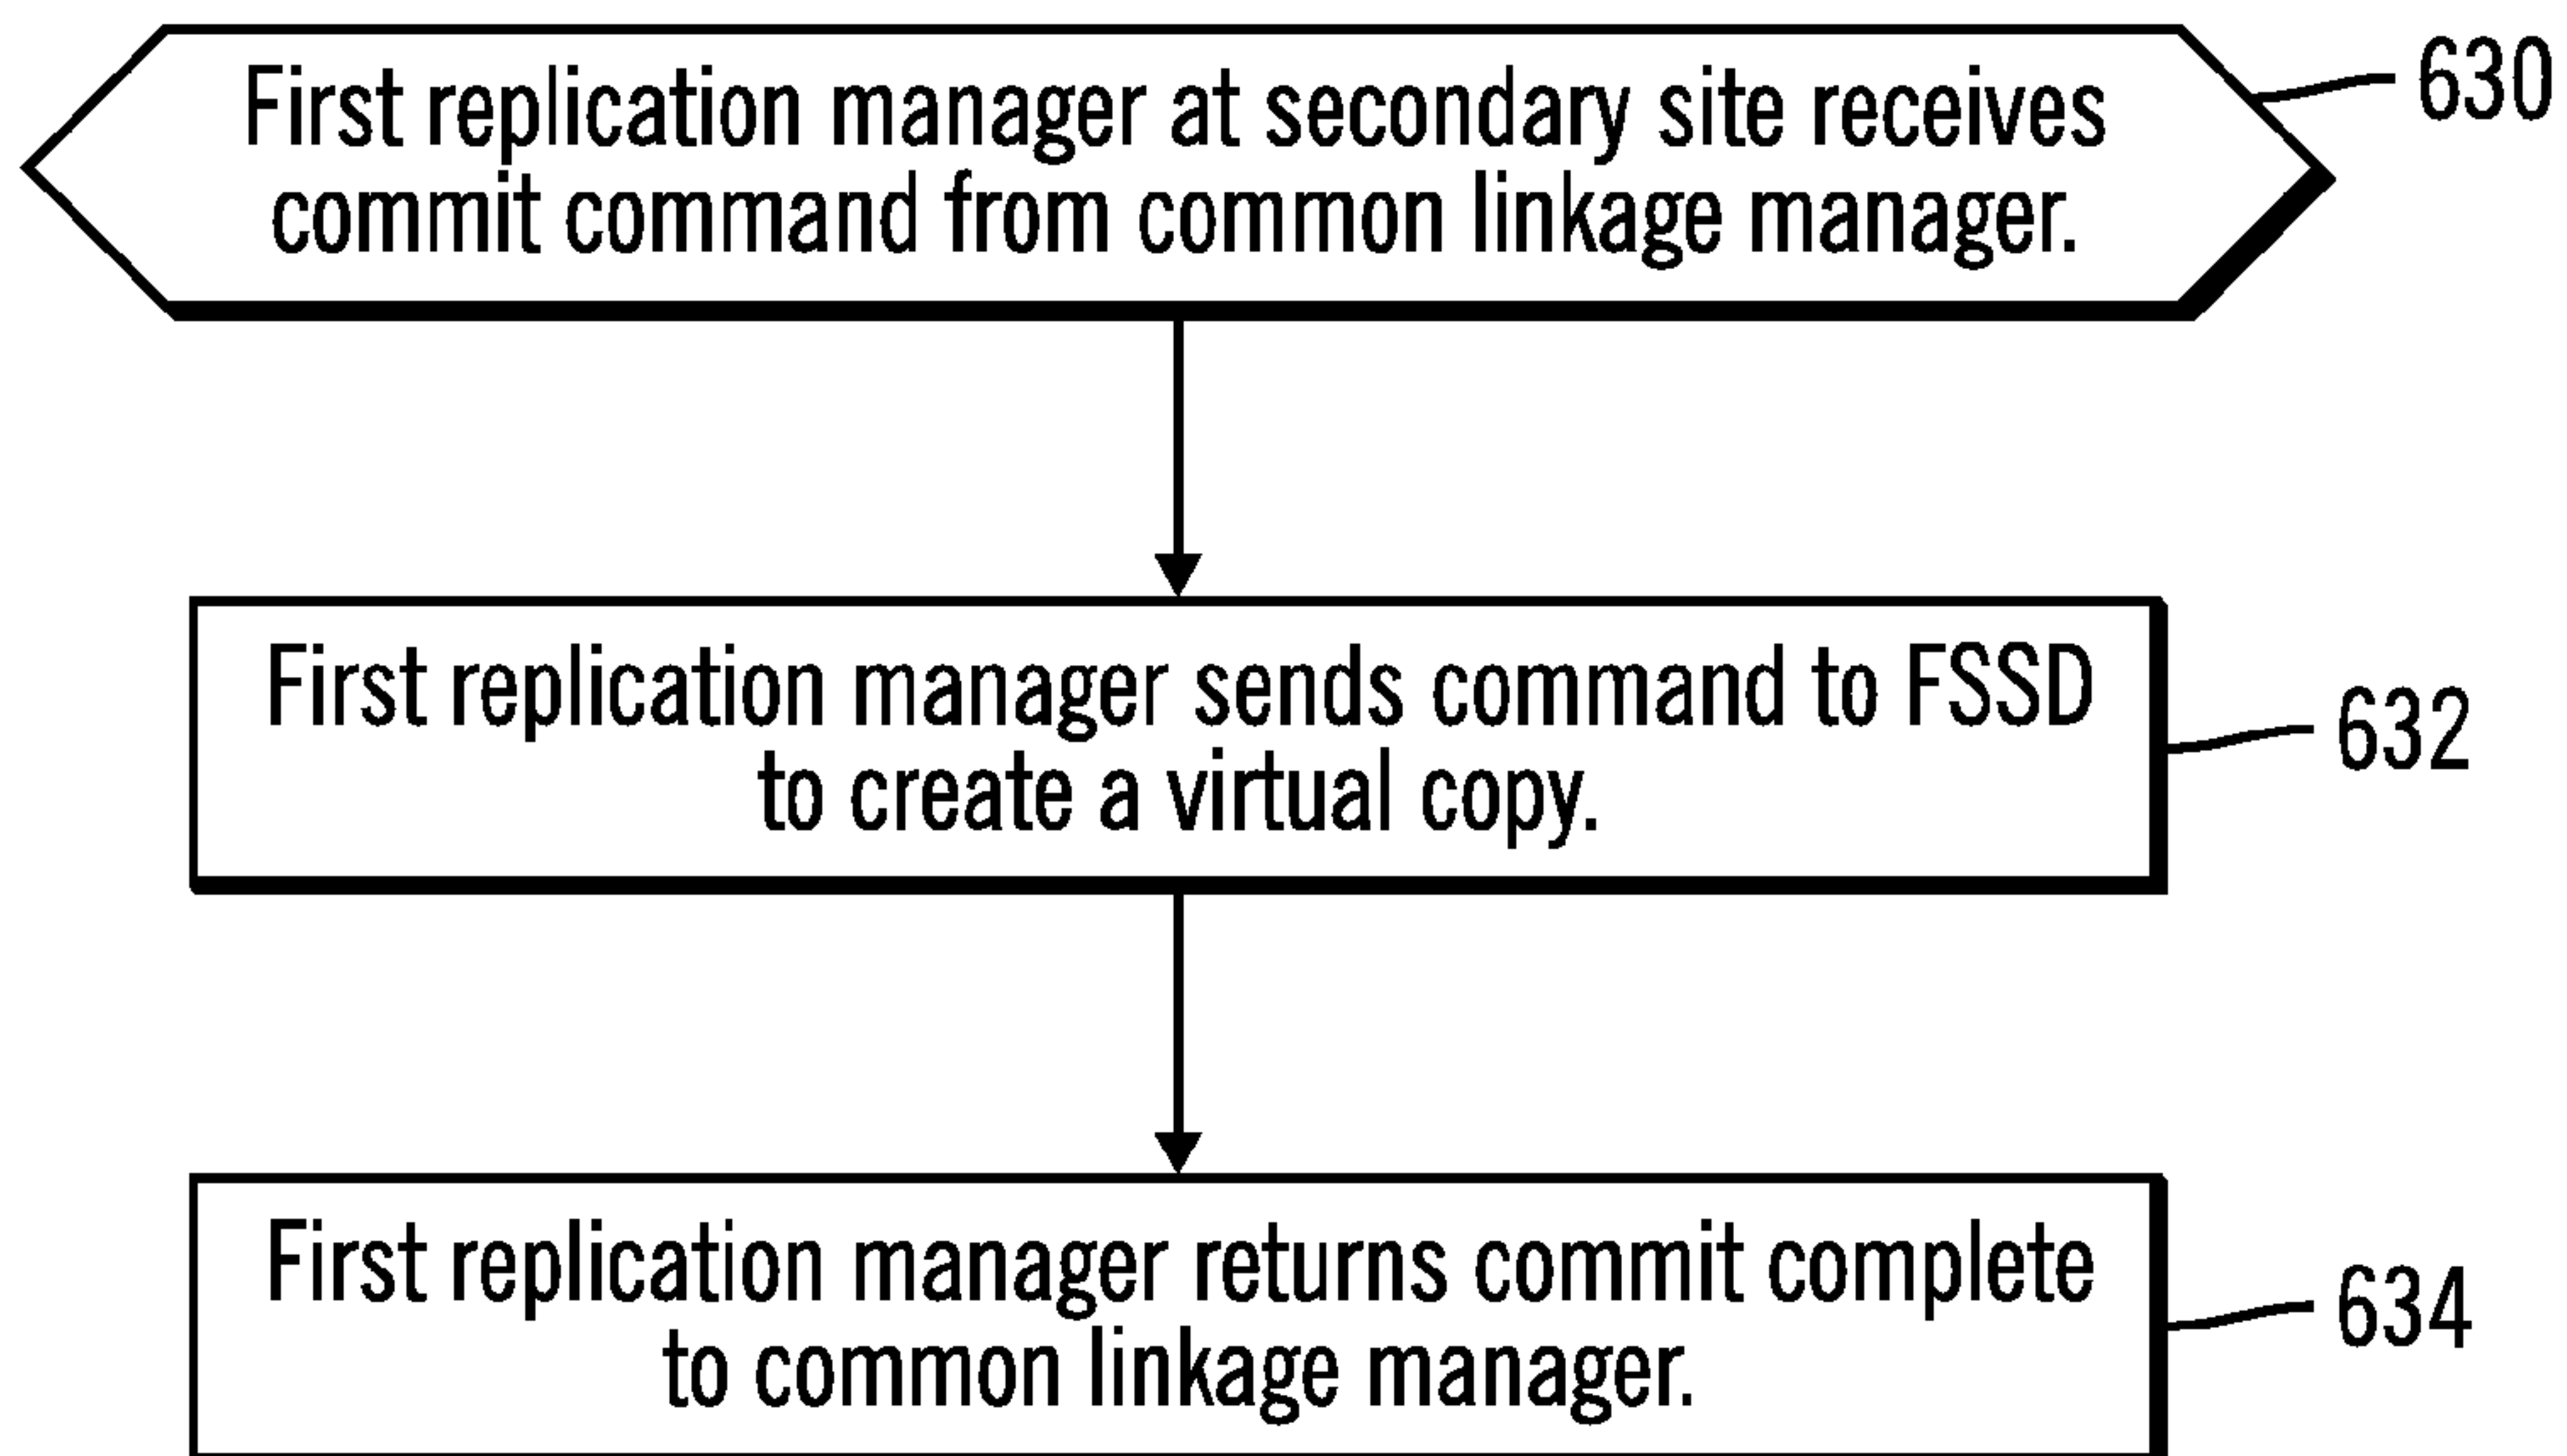 First replication manager at secondary site receives
commit command from common linkage manager.
630
First replication manager sends command to FSSD
to create a virtual copy.
632
First replication manager returns commit complete
to common linkage manager.
634